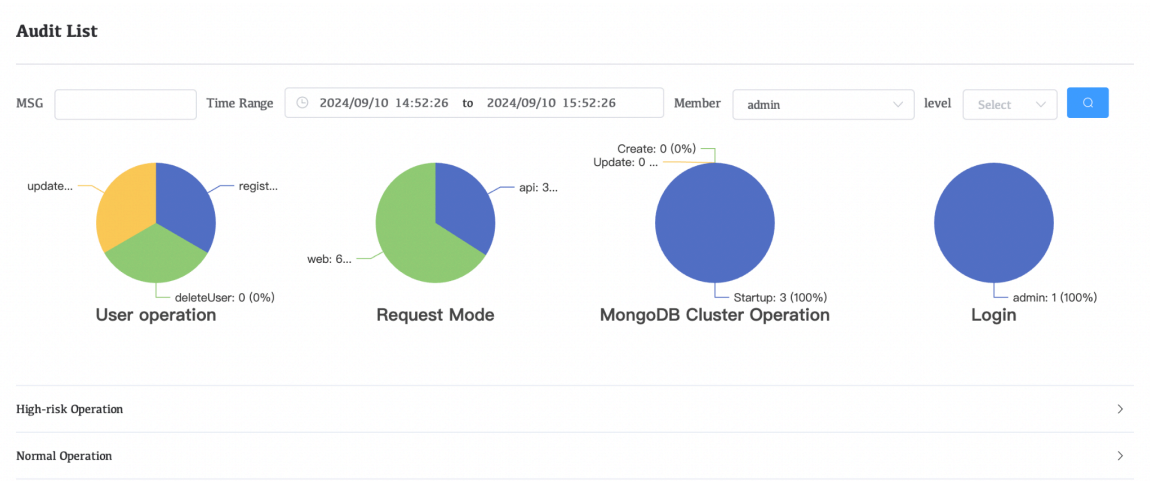 Audit List
MSG Time Range 2024/09/10 14:52:26 to 2024/09/10 15:52:26 Member admin level Select
Create: 0 (0%)
Update: 0 ...
update...
regist...
api: 3...
web: 6...
deleteUser: 0 (0%)
Startup: 3 (100%)
admin: 1 (100%)
User operation
Request Mode
MongoDB Cluster Operation
Login
High-risk Operation
Normal Operation